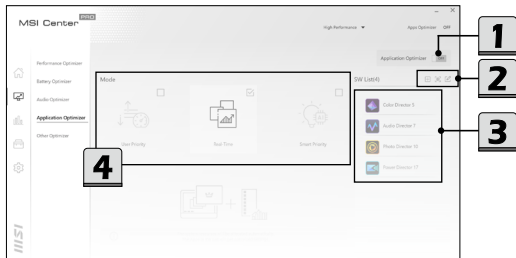 MSI Center PRO
High Performance
Apps Optimizer OFF
1
Application Optimizer
2
Performance Optimizer
Battery Optimizer
Audio Optimizer
Application Optimizer
Other Optimizer
Mode
SW List(4)
User Priority
Real Time
Smart Priority
Color Director 5
Audio Director 7
Photo Director 10
Power Director 17
3
4
msi